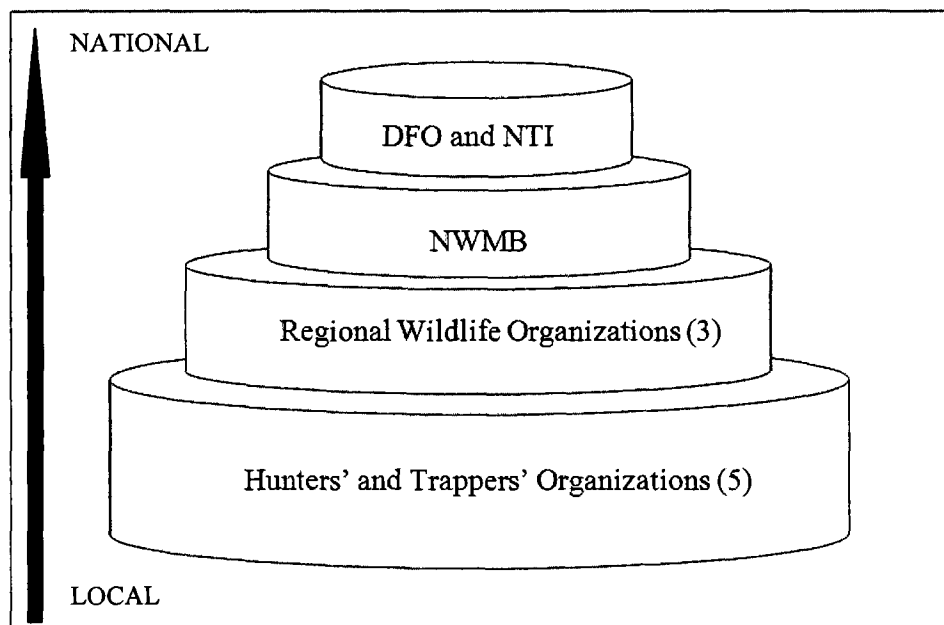 NATIONAL
DFO and NTI
NWMB
Regional Wildlife Organizations (3)
Hunters’ and Trappers’ Organizations (5)
LOCAL